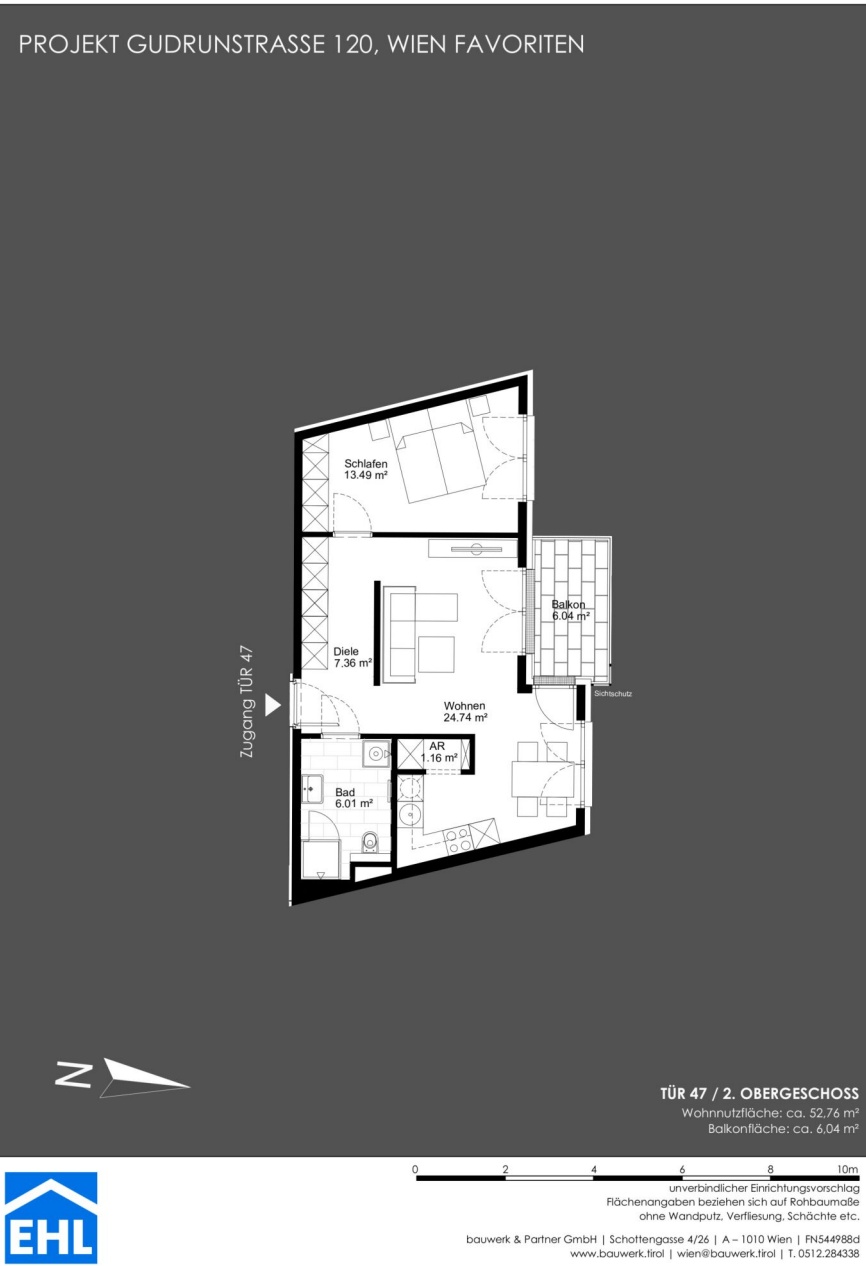 PROJEKT GUDRUNSTRASSE 120, WIEN FAVORITEN
Schlafen
13.49 m²
Balkon
6.04 m²
Diele
7.36 m²
Zugang TÜR 47
Sichtschutz
Wohnen
24.74 m²
AR
1.16 m²
Bad
6.01 m²
N
TÜR 47 / 2. OBERGESCHOSS
Wohnnutzfläche: ca. 52,76 m²
Balkonfläche: ca. 6,04 m²
0 2 4 6 8 10m
unverbindlicher Einrichtungsvorschlag
Flächenangaben beziehen sich auf Rohbaumaße
ohne Wandputz, Verfliesung, Schächte etc.
EHL
bauwerk & Partner GmbH | Schottengasse 4/26 | A – 1010 Wien | FN544988d
www.bauwerk.tirol | wien@bauwerk.tirol | T. 0512.284338